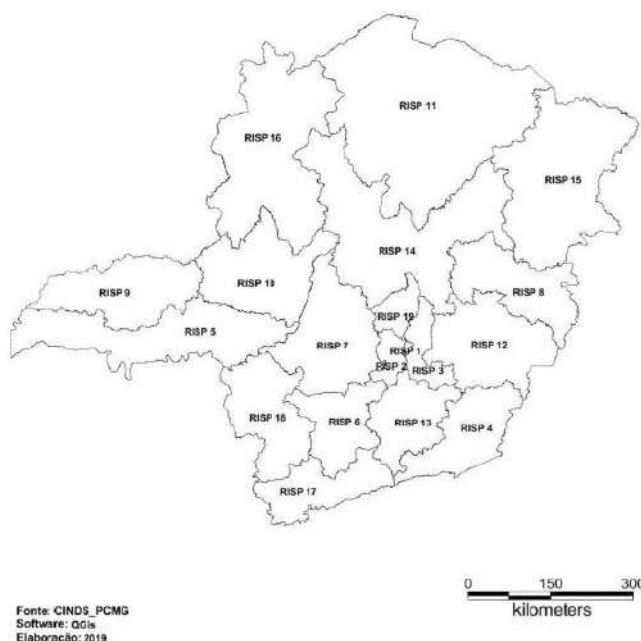 RISP 11
RISP 16
RISP 15
RISP 14
RISP 10
RISP 9
RISP 8
RISP 19
RISP 5
RISP 7
RISP 1
RISP 12
RISP 2
RISP 3
RISP 18
RISP 6
RISP 13
RISP 4
RISP 17
0 150 300
kilometers
Fonte: CINDS_PCMG
Software: QGis
Elaboração: 2019